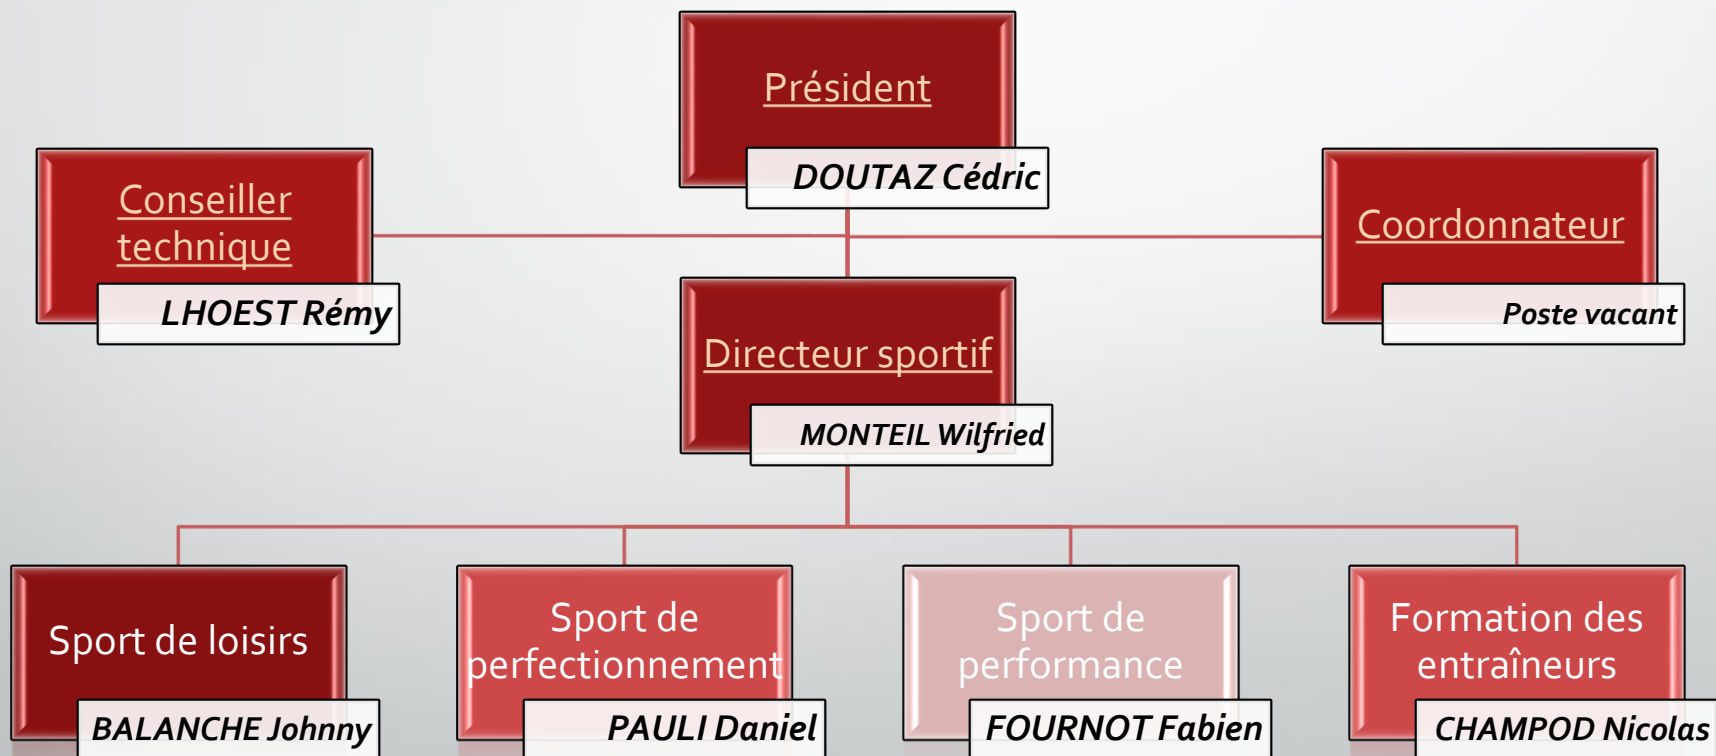 Président
DOUTAZ Cédric
Conseiller
technique
LHOEST Rémy
Coordonnateur
Poste vacant
Directeur sportif
MONTEIL Wilfried
Sport de loisirs
BALANCHE Johnny
Sport de
perfectionnement
PAULI Daniel
Sport de
performance
FOURNOT Fabien
Formation des
entraîneurs
CHAMPOD Nicolas